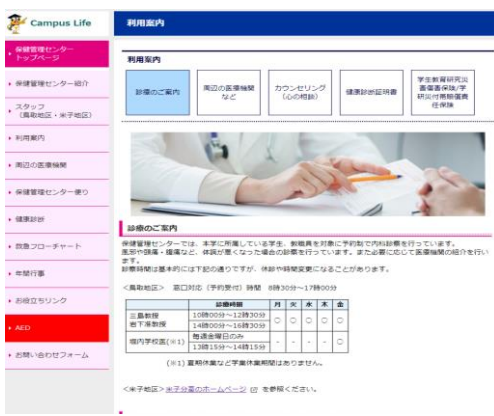 Campus Life
利用案内
保健管理センター
トップページ
保健管理センター紹介
スタッフ
（鳥取地区・米子地区）
利用案内
周辺の医療機関
保健管理センター便り
健康診断
救急フローチャート
年間行事
お役立ちリンク
AED
お問い合わせフォーム
利用案内
診療のご案内
周辺の医療機関
など
カウンセリング
（心の相談）
健康診断証明書
学生教育研究災
害傷害保険/学
研災付帯賠償責
任保険
診療のご案内
保健管理センターでは、本学に所属している学生、教職員を対象に予約制で内科診療を行っています。
風邪や頭痛・腹痛など、体調が悪くなった場合の診察を行っています。また必要に応じて医療機関の紹介を行い
ます。
診察時間は基本的には下記の通りですが、休診や時間変更になることがあります。
＜鳥取地区＞ 窓口対応（予約受付）時間 8時30分～17時00分
診療時間 月 火 水 木 金
三島教授
岩下准教授
10時00分～12時30分
14時00分～16時30分
○ ○ ○ ○ ○
堀内学校医(※1)
毎週金曜日のみ
13時15分～14時15分
- - - - ○
(※1) 夏期休業など学業休業期間はありません。
＜米子地区＞米子分室のホームページ を参照ください。